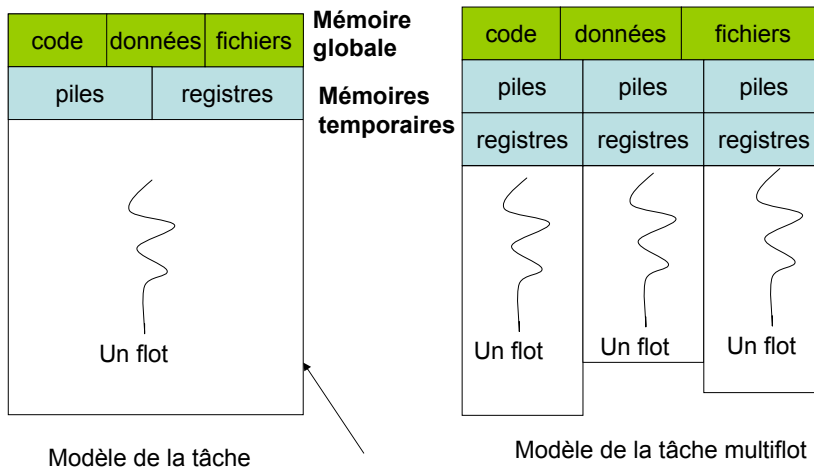 code données fichiers
Mémoire
globale
piles registres
Mémoires
temporaires
Un flot
Modèle de la tâche
code données fichiers
piles piles piles
registres registres registres
Un flot Un flot Un flot
Modèle de la tâche multiflot